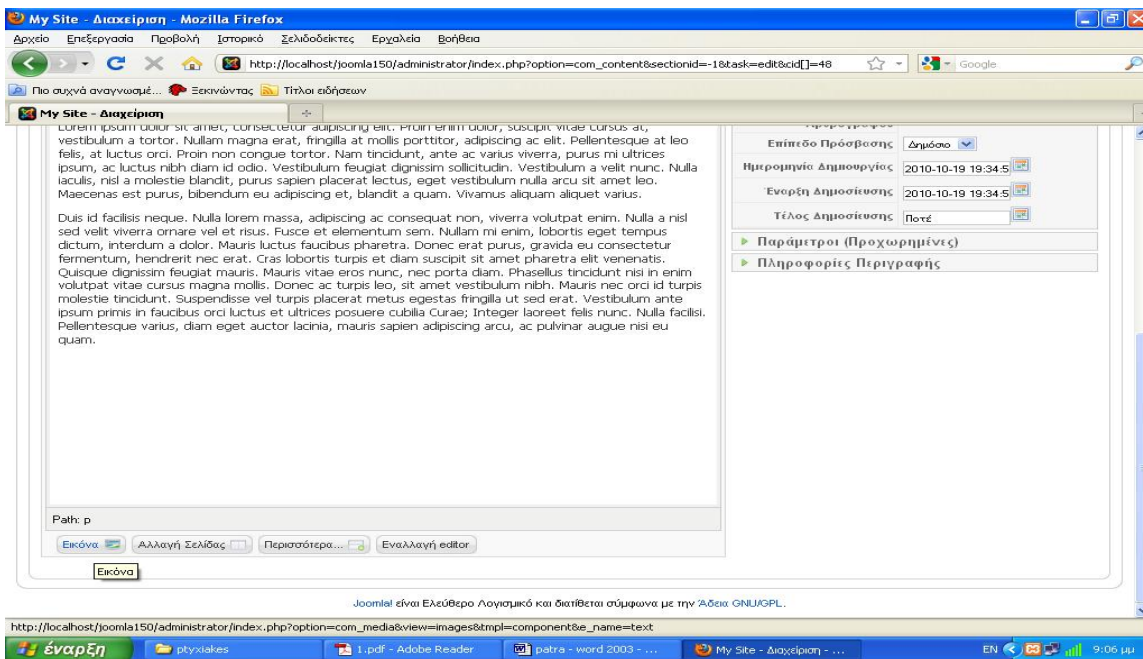 My Site - Διαχείριση - Mozilla Firefox
Αρχείο Επεξεργασία Προβολή Ιστορικό Σελιδοδείκτες Εργαλεία Βοήθεια
http://localhost/joomla150/administrator/index.php?option=com_content&sectionid=-1&task=edit&cid[]=48
Google
Πιο συχνά αναγνωσμέ... Ξεκινώντας Τίτλοι ειδήσεων
My Site - Διαχείριση
Lorem ipsum dolor sit amet, consectetur adipiscing elit. Proin enim dolor, suscipit vitae cursus at,
vestibulum a tortor. Nullam magna erat, fringilla at mollis porttitor, adipiscing ac elit. Pellentesque at leo
felis, at luctus orci. Proin non congue tortor. Nam tincidunt, ante ac varius viverra, purus mi ultrices
ipsum, ac luctus nibh diam id odio. Vestibulum feugiat dignissim sollicitudin. Vestibulum a velit nunc. Nulla
iaculis, nisl a molestie blandit, purus sapien placerat lectus, eget vestibulum nulla arcu sit amet leo.
Maecenas est purus, bibendum eu adipiscing et, blandit a quam. Vivamus aliquam aliquet varius.
Duis id facilisis neque. Nulla lorem massa, adipiscing ac consequat non, viverra volutpat enim. Nulla a nisl
sed velit viverra ornare vel et risus. Fusce et elementum sem. Nullam mi enim, lobortis eget tempus
dictum, interdum a dolor. Mauris luctus faucibus pharetra. Donec erat purus, gravida eu consectetur
fermentum, hendrerit nec erat. Cras lobortis turpis et diam suscipit sit amet pharetra elit venenatis.
Quisque dignissim feugiat mauris. Mauris vitae eros nunc, nec porta diam. Phasellus tincidunt nisi in enim
volutpat vitae cursus magna mollis. Donec ac turpis leo, sit amet vestibulum nibh. Mauris nec orci id turpis
molestie tincidunt. Suspendisse vel turpis placerat metus egestas fringilla ut sed erat. Vestibulum ante
ipsum primis in faucibus orci luctus et ultrices posuere cubilia Curae; Integer laoreet felis nunc. Nulla facilisi.
Pellentesque varius, diam eget auctor lacinia, mauris sapien adipiscing arcu, ac pulvinar augue nisi eu
quam.
Path: p
Εικόνα Αλλαγή Σελίδας Περισσότερα... Εναλλαγή editor
Εικόνα
Επίπεδο Πρόσβασης Δημόσιο
Ημερομηνία Δημιουργίας 2010-10-19 19:34:5
Έναρξη Δημοσίευσης 2010-10-19 19:34:5
Τέλος Δημοσίευσης Ποτέ
Παράμετροι (Προχωρημένες)
Πληροφορίες Περιγραφής
Joomla! είναι Ελεύθερο Λογισμικό και διατίθεται σύμφωνα με την Άδεια GNU/GPL.
http://localhost/joomla150/administrator/index.php?option=com_media&view=images&tmpl=component&e_name=text
έναρξη ptyxiakes 1.pdf - Adobe Reader patra - word 2003 - ... My Site - Διαχείριση - ... EN 9:06 μμ